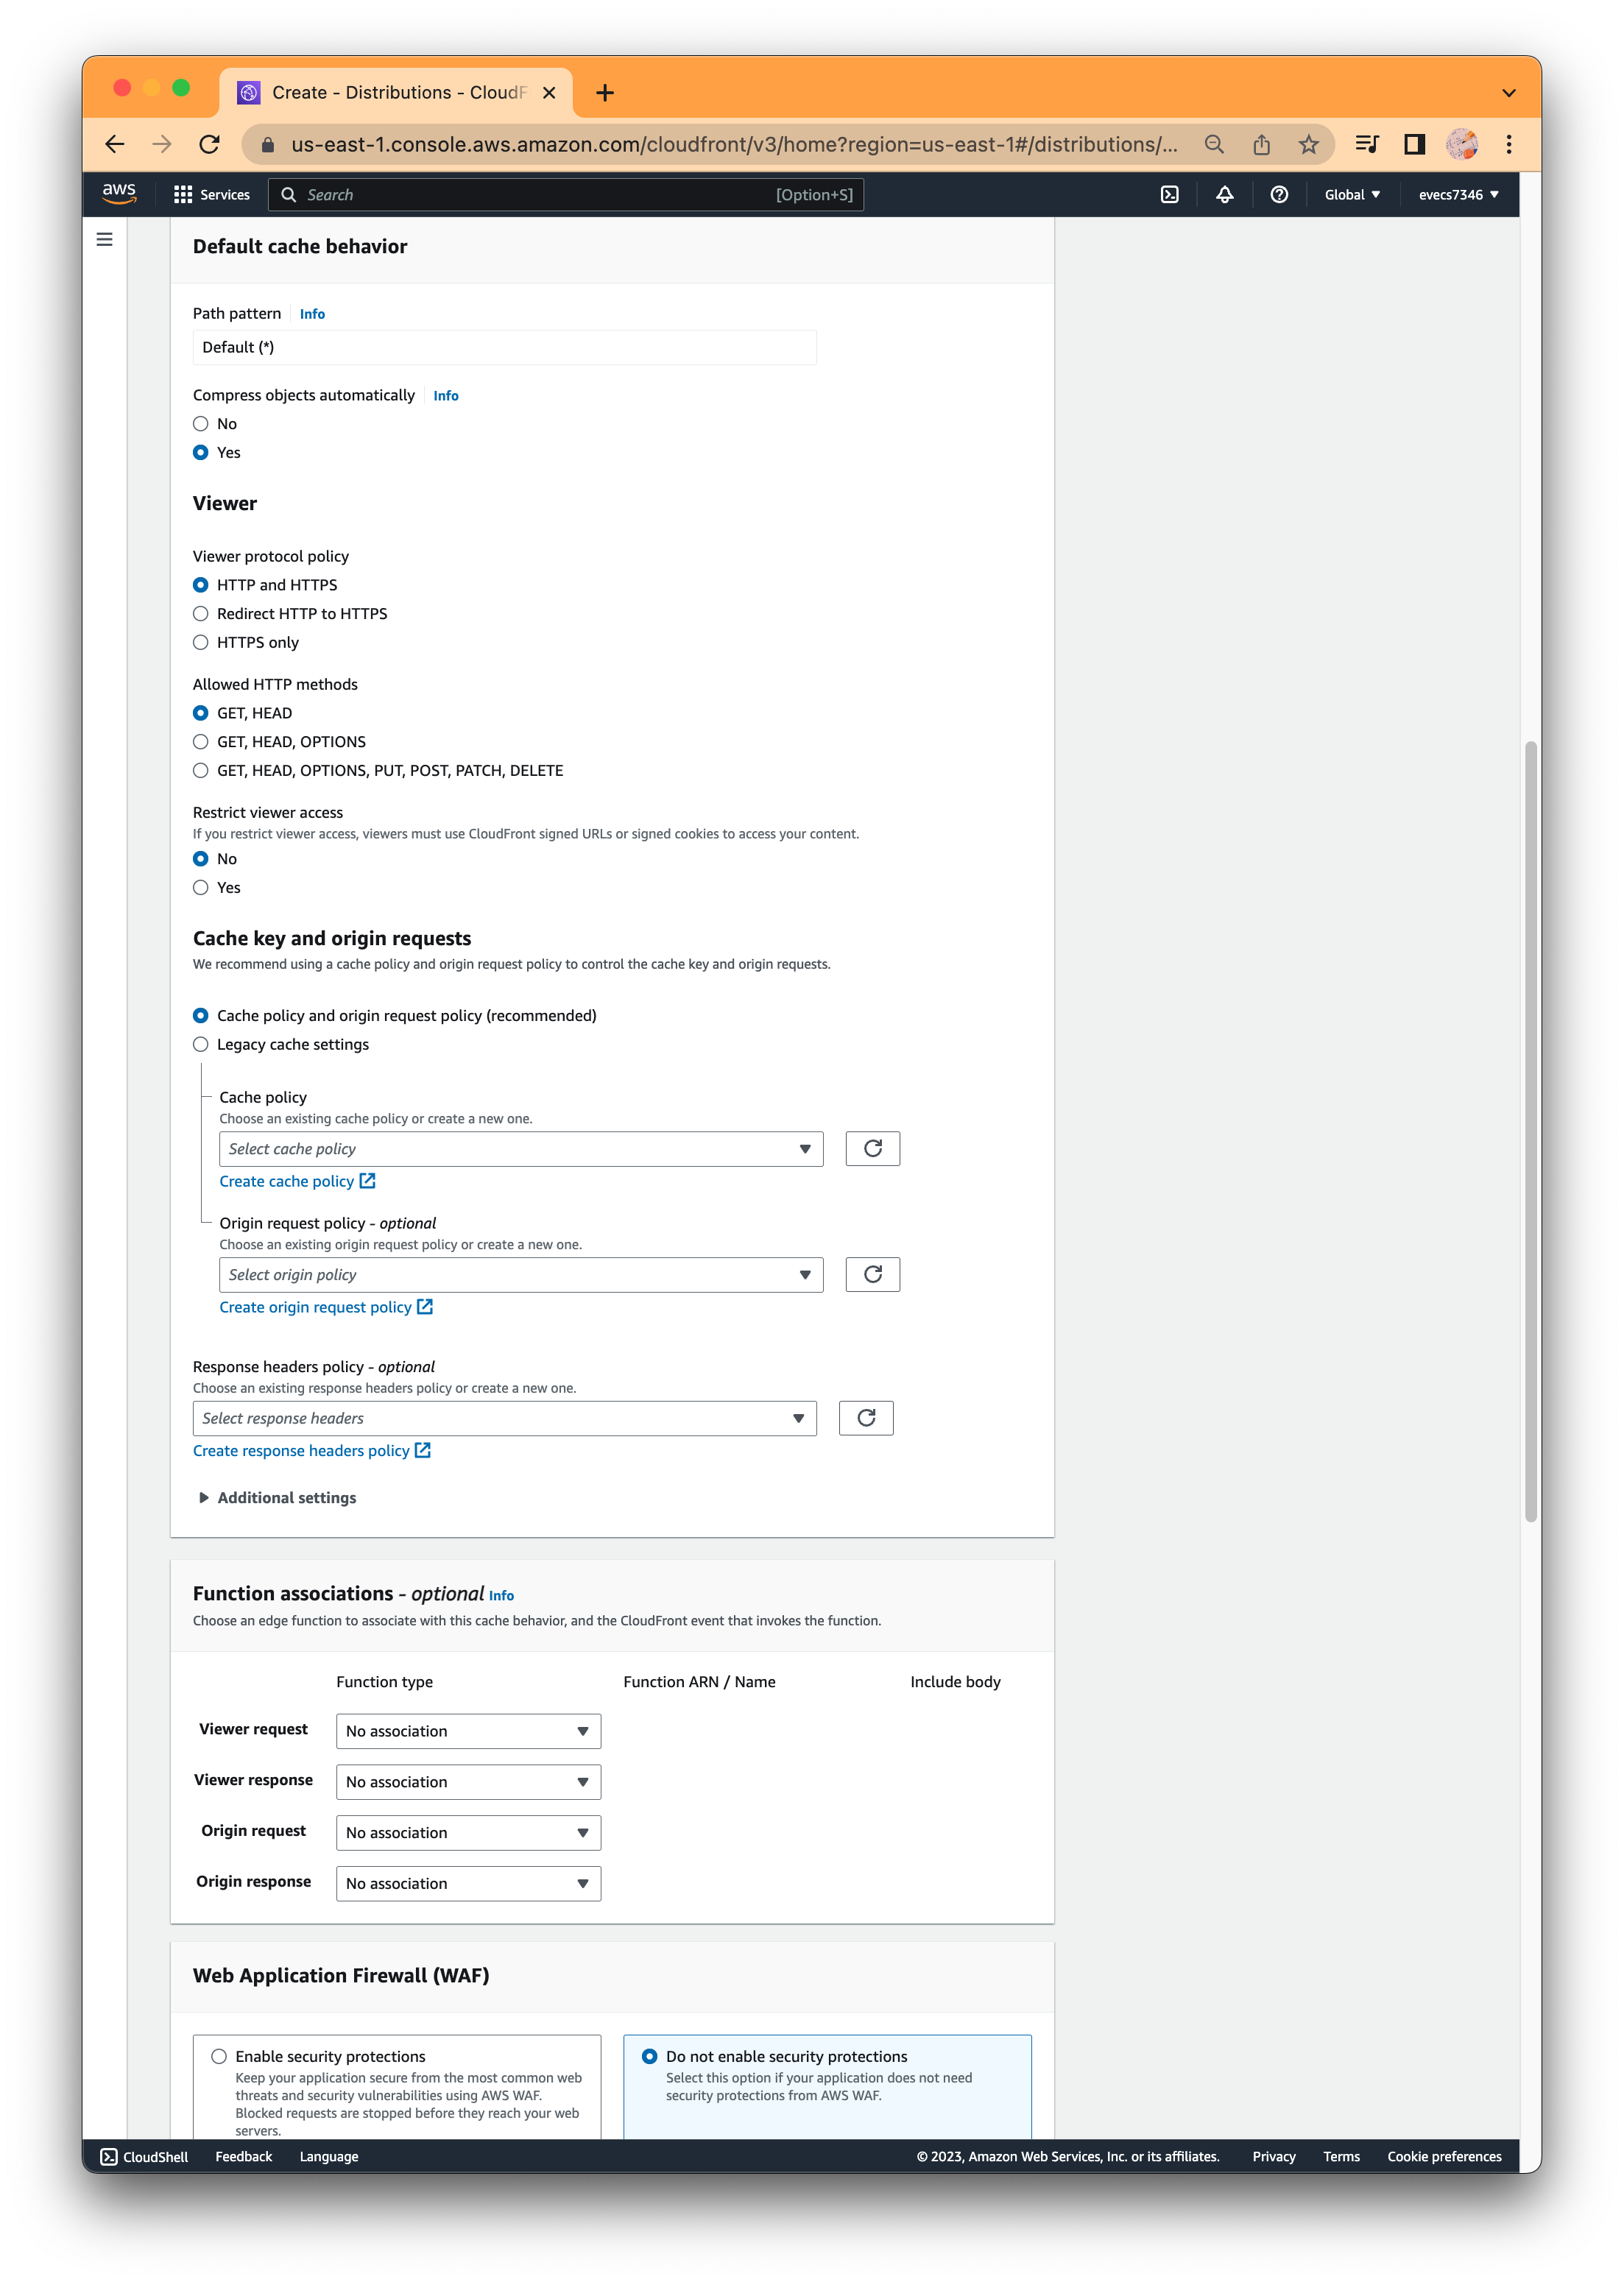 Create - Distributions - CloudF
us-east-1.console.aws.amazon.com/cloudfront/v3/home?region=us-east-1#/distributions/...
aws
Services
Search
[Option+S]
Global
evecs7346
Default cache behavior
Path pattern
Info
Default (*)
Compress objects automatically
Info
No
Yes
Viewer
Viewer protocol policy
HTTP and HTTPS
Redirect HTTP to HTTPS
HTTPS only
Allowed HTTP methods
GET, HEAD
GET, HEAD, OPTIONS
GET, HEAD, OPTIONS, PUT, POST, PATCH, DELETE
Restrict viewer access
If you restrict viewer access, viewers must use CloudFront signed URLs or signed cookies to access your content.
No
Yes
Cache key and origin requests
We recommend using a cache policy and origin request policy to control the cache key and origin requests.
Cache policy and origin request policy (recommended)
Legacy cache settings
Cache policy
Choose an existing cache policy or create a new one.
Select cache policy
Create cache policy
Origin request policy - optional
Choose an existing origin request policy or create a new one.
Select origin policy
Create origin request policy
Response headers policy - optional
Choose an existing response headers policy or create a new one.
Select response headers
Create response headers policy
Additional settings
Function associations - optional Info
Choose an edge function to associate with this cache behavior, and the CloudFront event that invokes the function.
Function type
Function ARN / Name
Include body
Viewer request
No association
Viewer response
No association
Origin request
No association
Origin response
No association
Web Application Firewall (WAF)
Enable security protections
Keep your application secure from the most common web
threats and security vulnerabilities using AWS WAF.
Blocked requests are stopped before they reach your web
servers.
Do not enable security protections
Select this option if your application does not need
security protections from AWS WAF.
CloudShell
Feedback
Language
© 2023, Amazon Web Services, Inc. or its affiliates.
Privacy
Terms
Cookie preferences